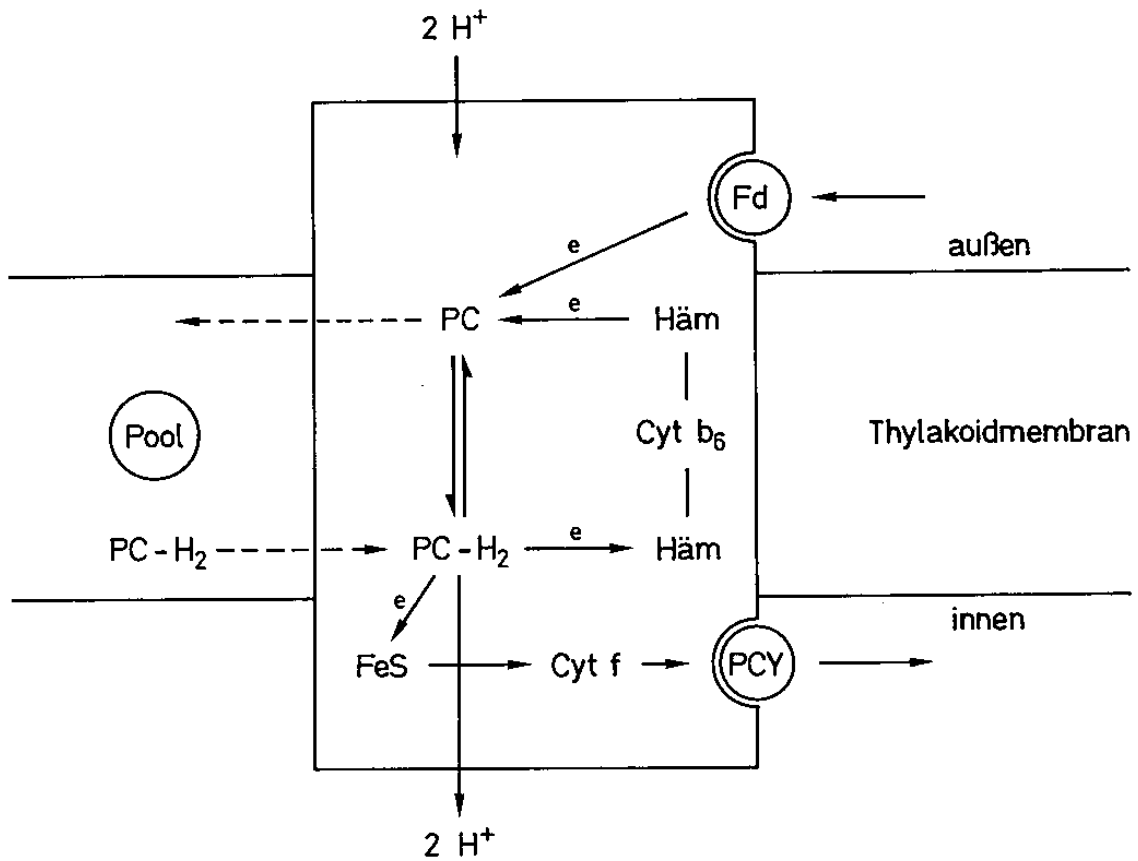 2 H⁺
Fd
e
außen
PC
e
Häm
Pool
Cyt b₆
Thylakoidmembran
PC-H₂
PC-H₂
e
Häm
e
innen
FeS
Cyt f
PCY
2 H⁺